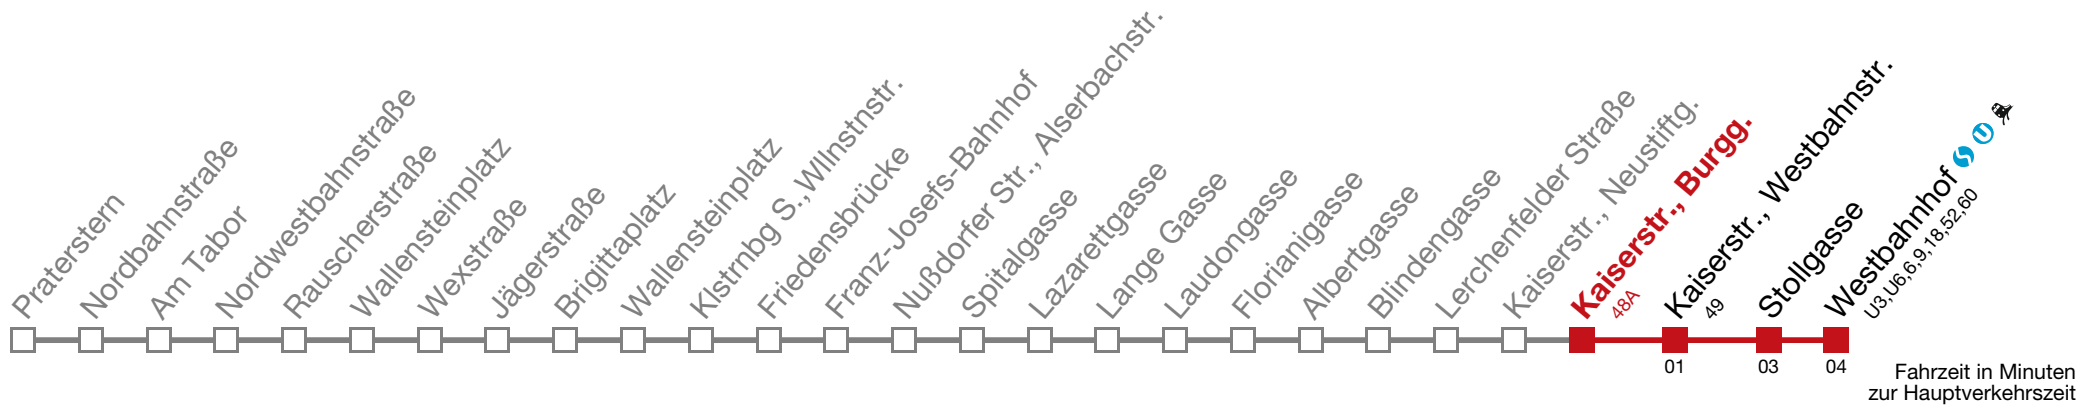 Praterstern
Nordbahnstraße
Am Tabor
Nordwestbahnstraße
Rauscherstraße
Wallensteinplatz
Wexstraße
Jägerstraße
Brigittaplatz
Wallensteinplatz
Klstrnbg S., Wllnstnstr.
Friedensbrücke
Franz-Josefs-Bahnhof
Nußdorfer Str., Alserbachstr.
Spitalgasse
Lazarettgasse
Lange Gasse
Laudongasse
Florianigasse
Albertgasse
Blindengasse
Lerchenfelder Straße
Kaiserstr., Neustiftg.
Kaiserstr., Burgg.
48A
Kaiserstr., Westbahnstr.
49
Stollgasse
Westbahnhof S U
U3,U6,6,9,18,52,60
01
03
04
Fahrzeit in Minuten
zur Hauptverkehrszeit